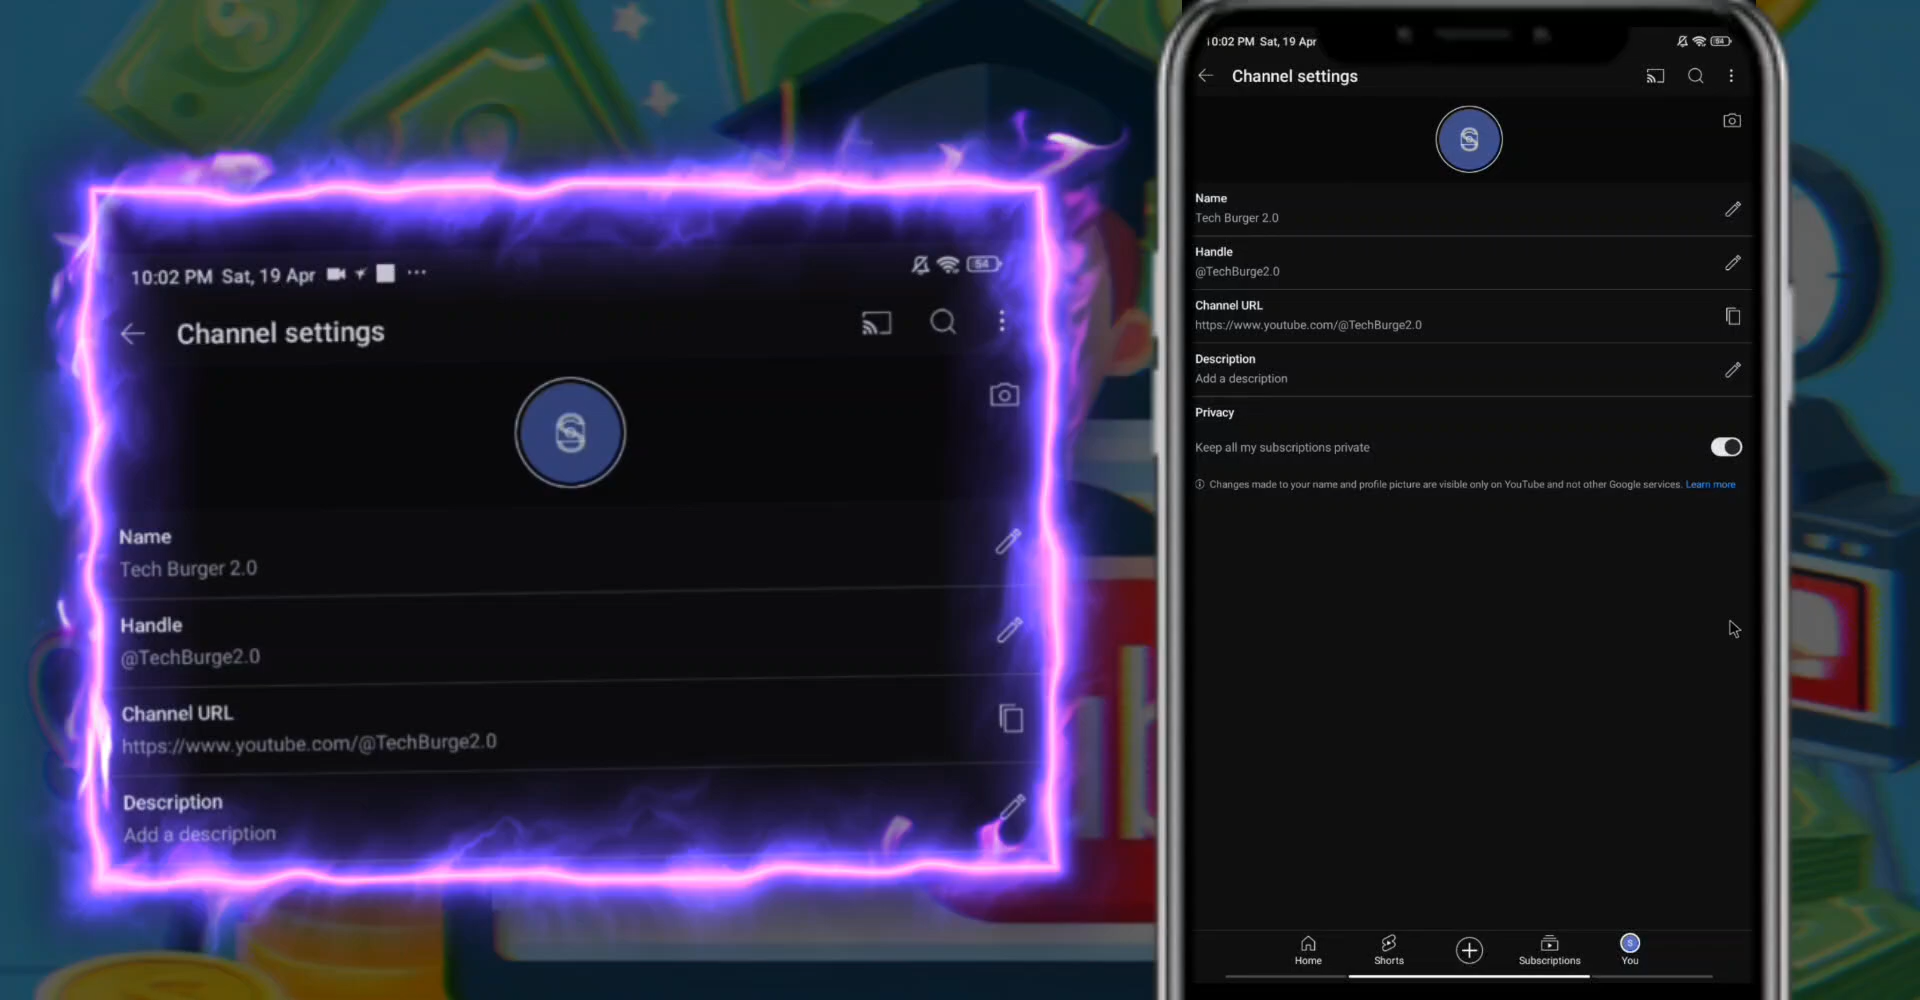 10:02 PM Sat, 19 Apr
54
Channel settings
Name
Tech Burger 2.0
Handle
@TechBurge2.0
Channel URL
https://www.youtube.com/@TechBurge2.0
Description
Add a description
10:02 PM Sat, 19 Apr
54
Channel settings
Name
Tech Burger 2.0
Handle
@TechBurge2.0
Channel URL
https://www.youtube.com/@TechBurge2.0
Description
Add a description
Privacy
Keep all my subscriptions private
Changes made to your name and profile picture are visible only on YouTube and not other Google services. Learn more
Home
Shorts
Subscriptions
S
You